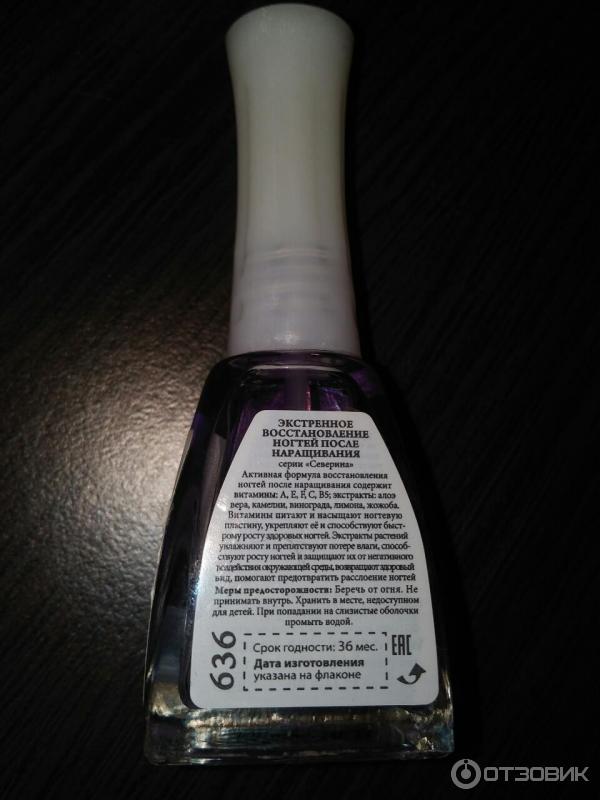 ЭКСТРЕННОЕ
ВОССТАНОВЛЕНИЕ
НОГТЕЙ ПОСЛЕ
НАРАЩИВАНИЯ
серии «Северина»
Активная формула восстановления
ногтей после наращивания содержит
витамины: А, Е, F, С, В5; экстракты: алоэ
вера, камелии, винограда, лимона, жожоба.
Витамины питают и насыщают ногтевую
пластину, укрепляют её и способствуют быст-
рому росту здоровых ногтей. Экстракты растений
увлажняют и препятствуют потере влаги, способ-
ствуют росту ногтей и защищают их от негативного
воздействия окружающей среды, возвращают здоровый
вид, помогают предотвратить расслоение ногтей
Меры предосторожности: Беречь от огня. Не
принимать внутрь. Хранить в месте, недоступном
для детей. При попадании на слизистые оболочки
промыть водой.
636
Срок годности: 36 мес.
Дата изготовления
указана на флаконе
EAC
ОТЗОВИК